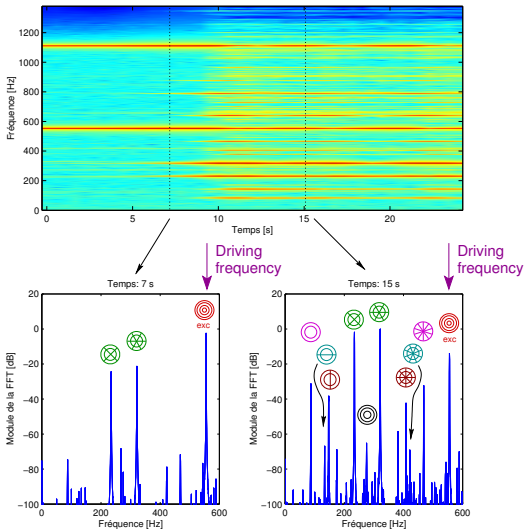 1200
1000
800
600
400
200
0
Fréquence [Hz]
0 5 10 15 20
Temps [s]
Driving frequency
Driving frequency
Temps: 7 s
20
0
−20
−40
−60
−80
−100
Module de la FFT [dB]
exc
0 200 400 600
Fréquence [Hz]
Temps: 15 s
20
0
−20
−40
−60
−80
−100
Module de la FFT [dB]
exc
0 200 400 600
Fréquence [Hz]